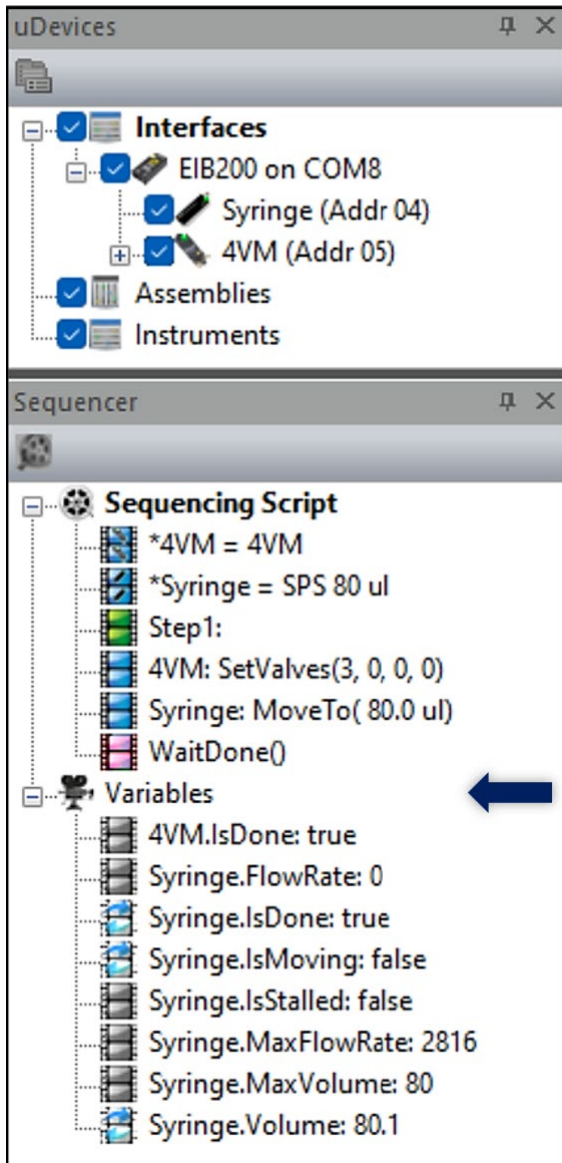 uDevices
Interfaces
EIB200 on COM8
Syringe (Addr 04)
4VM (Addr 05)
Assemblies
Instruments
Sequencer
Sequencing Script
*4VM = 4VM
*Syringe = SPS 80 ul
Step1:
4VM: SetValves(3, 0, 0, 0)
Syringe: MoveTo( 80.0 ul)
WaitDone()
Variables
4VM.IsDone: true
Syringe.FlowRate: 0
Syringe.IsDone: true
Syringe.IsMoving: false
Syringe.IsStalled: false
Syringe.MaxFlowRate: 2816
Syringe.MaxVolume: 80
Syringe.Volume: 80.1